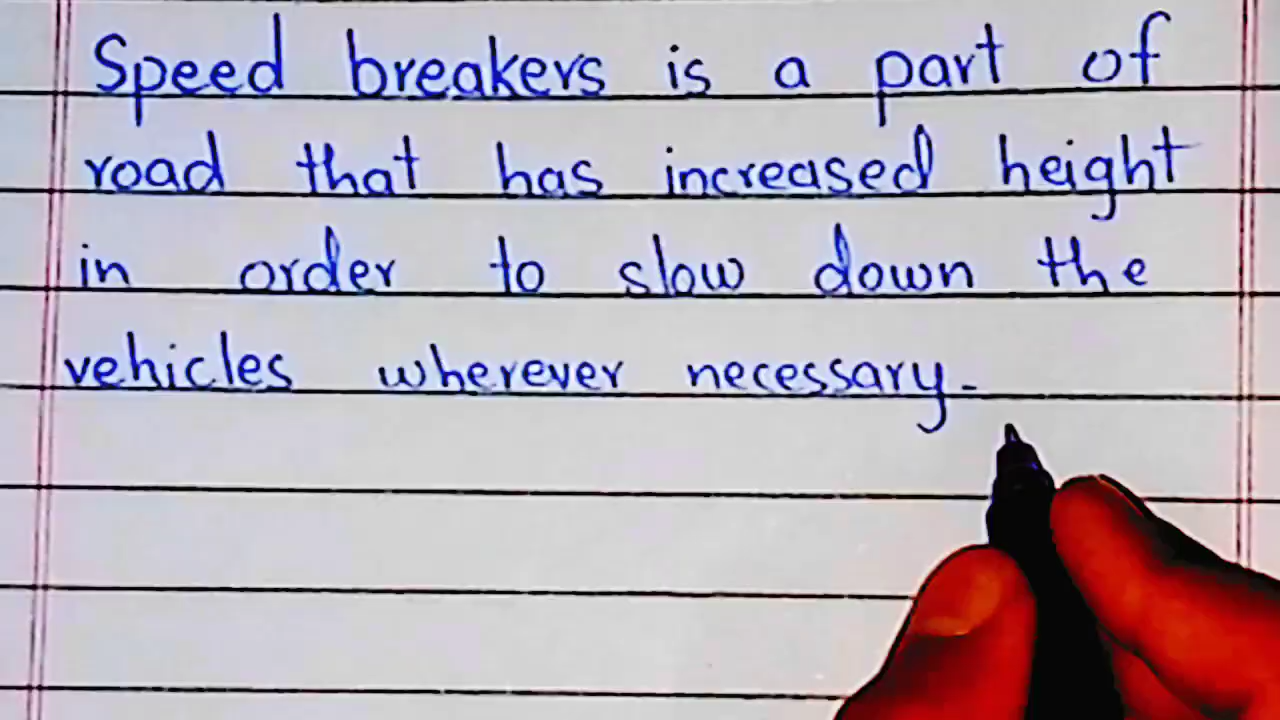 Speed breakers is a part of
road that has increased height
in order to slow down the
vehicles wherever necessary.